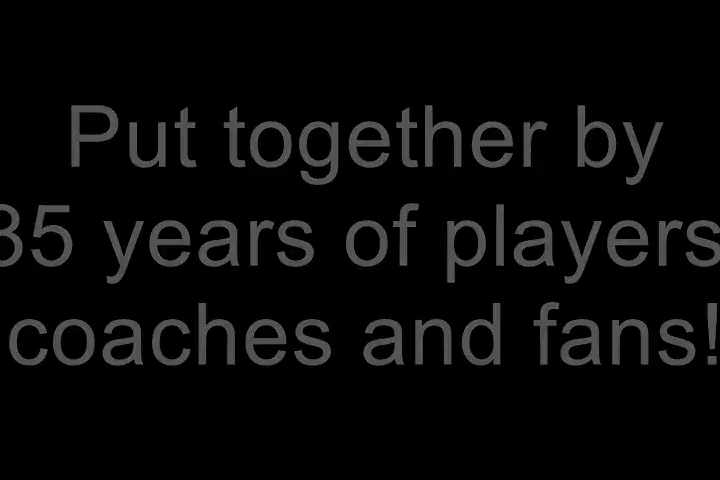 Put together by
35 years of players
coaches and fans!